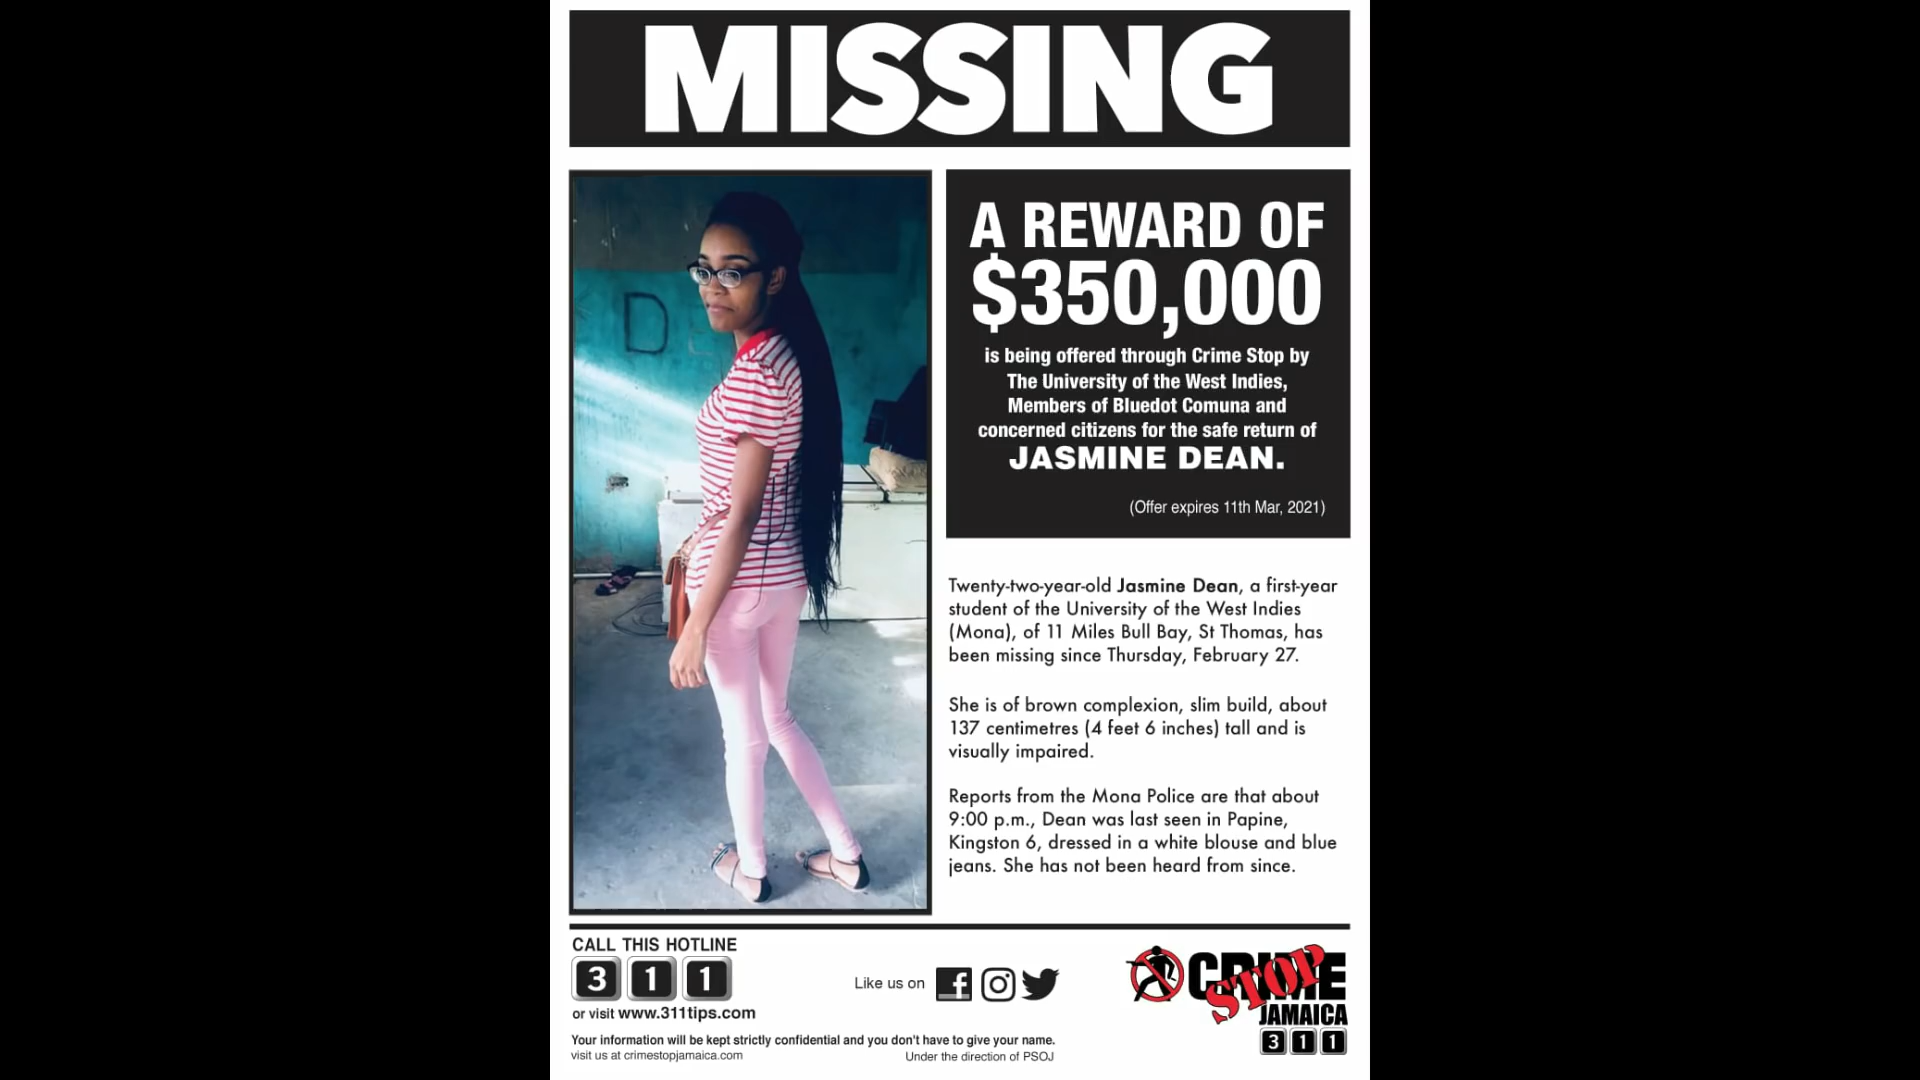 MISSING
D
A REWARD OF
$350,000
is being offered through Crime Stop by
The University of the West Indies,
Members of Bluedot Comuna and
concerned citizens for the safe return of
JASMINE DEAN.
(Offer expires 11th Mar, 2021)
Twenty-two-year-old Jasmine Dean, a first-year
student of the University of the West Indies
(Mona), of 11 Miles Bull Bay, St Thomas, has
been missing since Thursday, February 27.
She is of brown complexion, slim build, about
137 centimetres (4 feet 6 inches) tall and is
visually impaired.
Reports from the Mona Police are that about
9:00 p.m., Dean was last seen in Papine,
Kingston 6, dressed in a white blouse and blue
jeans. She has not been heard from since.
CALL THIS HOTLINE
3 1 1
or visit www.311tips.com
Your information will be kept strictly confidential and you don't have to give your name.
visit us at crimestopjamaica.com
Under the direction of PSOJ
Like us on
CRIME
STOP
JAMAICA
3 1 1